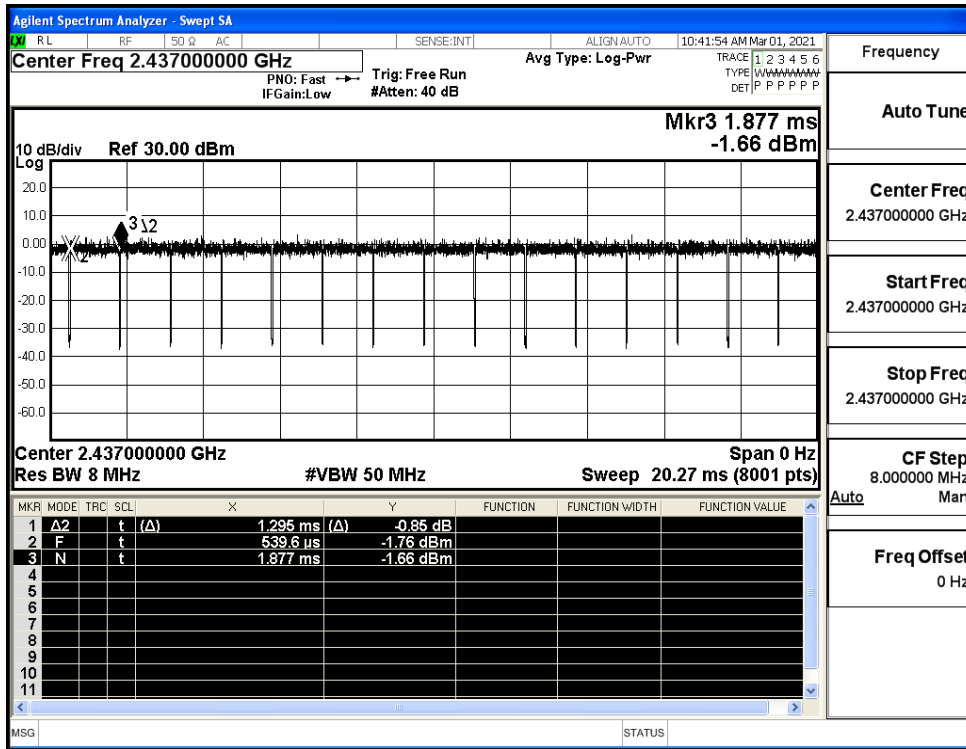 Agilent Spectrum Analyzer - Swept SA
LXI RL RF 50 Ω AC SENSE:INT ALIGNAUTO 10:41:54 AM Mar 01, 2021
Center Freq 2.437000000 GHz
PNO: Fast
IFGain:Low
Trig: Free Run
#Atten: 40 dB
Avg Type: Log-Pwr
TRACE 1 2 3 4 5 6
TYPE WWWWWW
DET P P P P P P
Mkr3 1.877 ms
-1.66 dBm
10 dB/div Ref 30.00 dBm
Log
20.0
10.0
0.00
-10.0
-20.0
-30.0
-40.0
-50.0
-60.0
3 Δ2
2
Center 2.437000000 GHz Span 0 Hz
Res BW 8 MHz #VBW 50 MHz Sweep 20.27 ms (8001 pts)
MKR MODE TRC SCL X Y FUNCTION FUNCTION WIDTH FUNCTION VALUE
1 Δ2 t (Δ) 1.295 ms (Δ) -0.85 dB
2 F t 539.6 µs -1.76 dBm
3 N t 1.877 ms -1.66 dBm
4
5
6
7
8
9
10
11
MSG STATUS
Frequency
Auto Tune
Center Freq
2.437000000 GHz
Start Freq
2.437000000 GHz
Stop Freq
2.437000000 GHz
CF Step
8.000000 MHz
Auto Man
Freq Offset
0 Hz